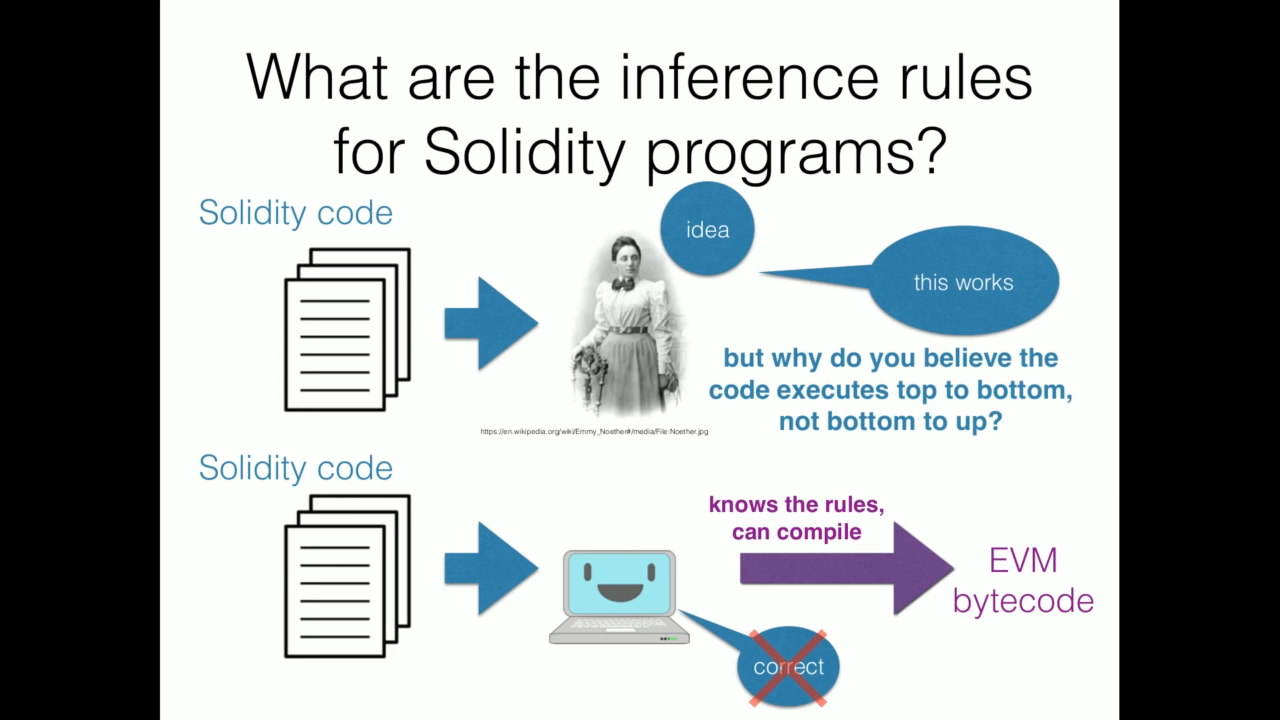 What are the inference rules
for Solidity programs?
Solidity code
idea
this works
but why do you believe the
code executes top to bottom,
not bottom to up?
https://en.wikipedia.org/wiki/Emmy_Noether#/media/File:Noether.jpg
Solidity code
knows the rules,
can compile
EVM
bytecode
correct